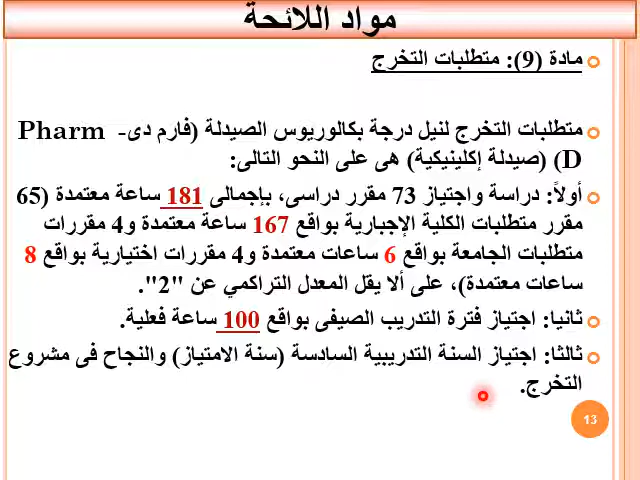 مواد اللائحة
مادة (9): متطلبات التخرج
متطلبات التخرج لنيل درجة بكالوريوس الصيدلة (فارم دى- Pharm
D) (صيدلة إكلينيكية) هى على النحو التالى:
أولاً: دراسة واجتياز 73 مقرر دراسى، بإجمالى 181 ساعة معتمدة (65
مقرر متطلبات الكلية الإجبارية بواقع 167 ساعة معتمدة و4 مقررات
متطلبات الجامعة بواقع 6 ساعات معتمدة و4 مقررات اختيارية بواقع 8
ساعات معتمدة)، على ألا يقل المعدل التراكمي عن "2".
ثانيا: اجتياز فترة التدريب الصيفى بواقع 100 ساعة فعلية.
ثالثا: اجتياز السنة التدريبية السادسة (سنة الامتياز) والنجاح فى مشروع
التخرج.
13